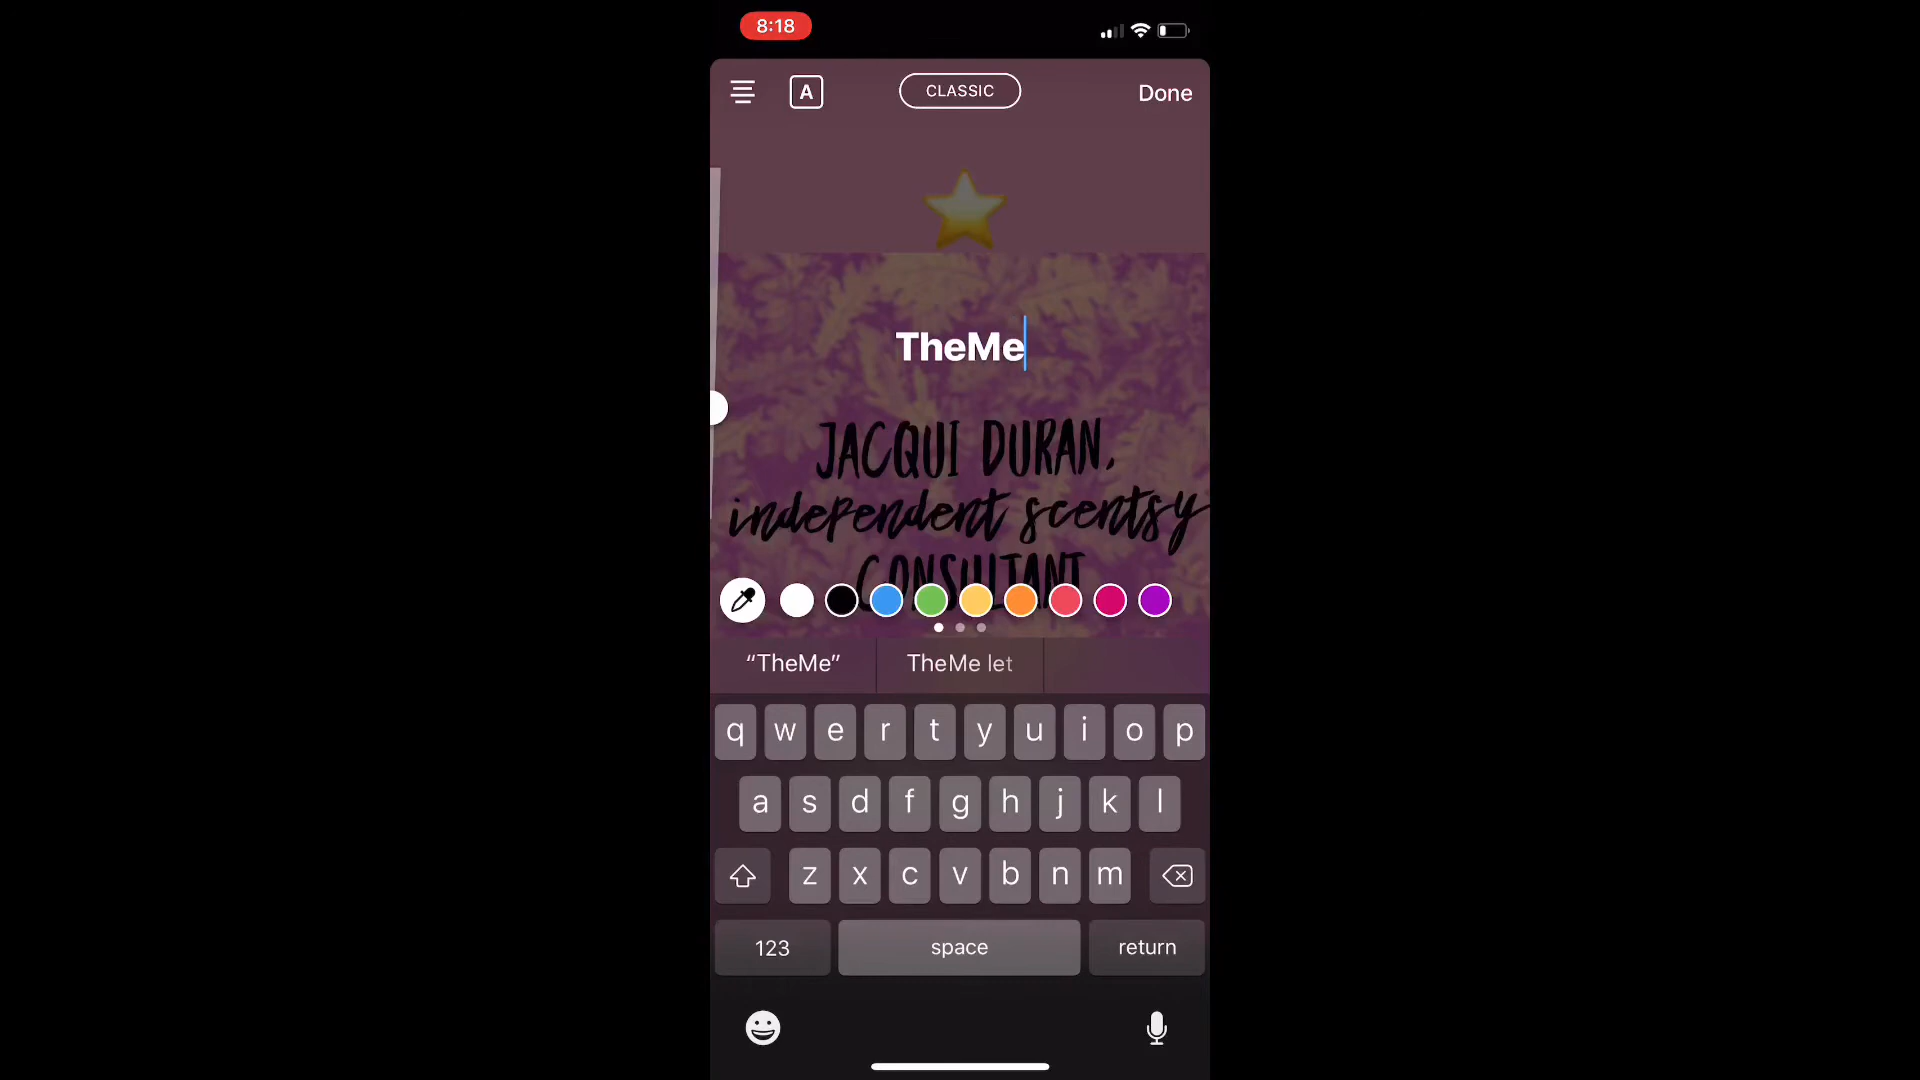 8:18
A
CLASSIC
Done
TheMe
JACQUI DURAN,
independent scentsy
CONSULTANT
“TheMe”
TheMe let
q w e r t y u i o p
a s d f g h j k l
z x c v b n m
123
space
return